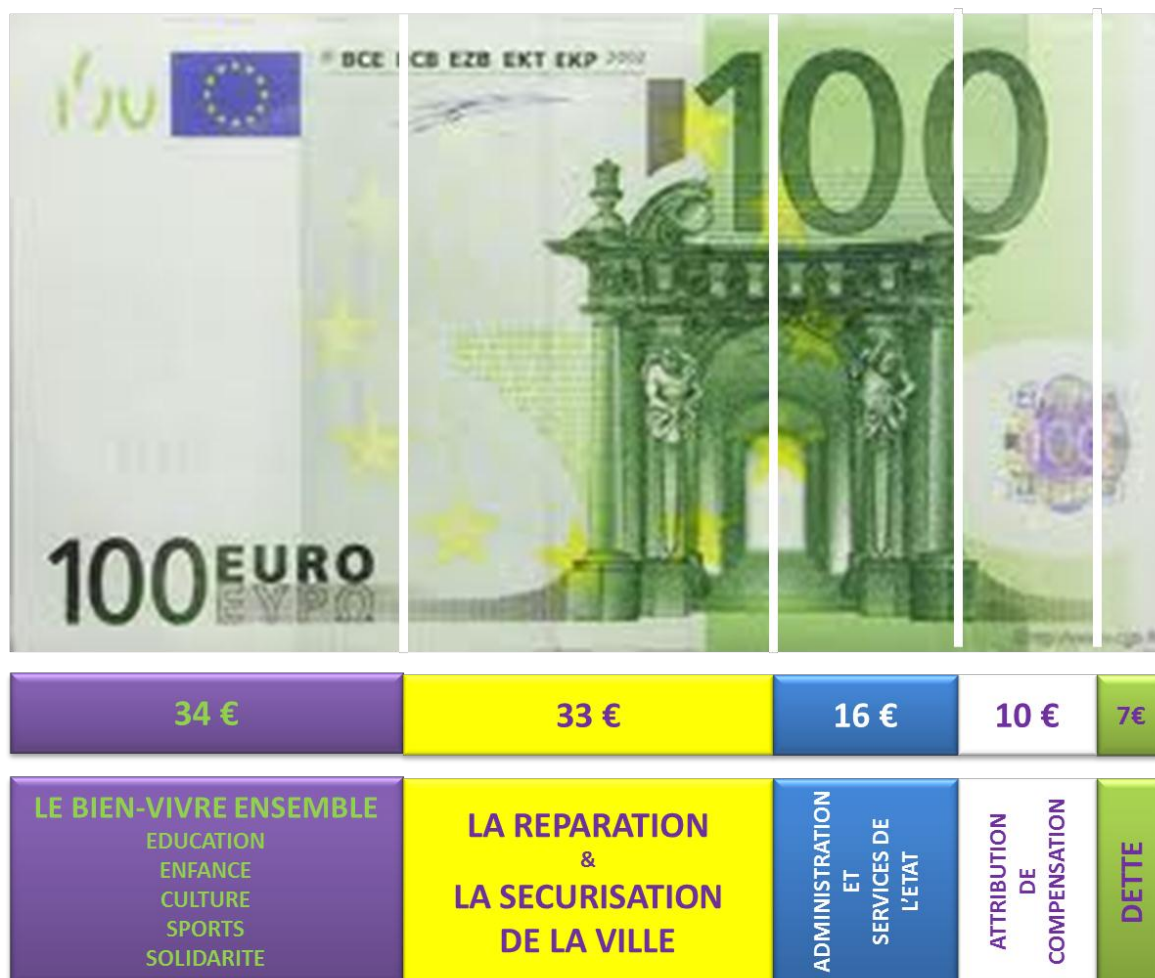 BCE ECB EZB EKT EKP 2002
100
100 EURO
ΕΥΡΩ
34 €
33 €
16 €
10 €
7€
LE BIEN-VIVRE ENSEMBLE
EDUCATION
ENFANCE
CULTURE
SPORTS
SOLIDARITE
LA REPARATION
&
LA SECURISATION
DE LA VILLE
ADMINISTRATION
ET
SERVICES DE
L'ETAT
ATTRIBUTION
DE
COMPENSATION
DETTE